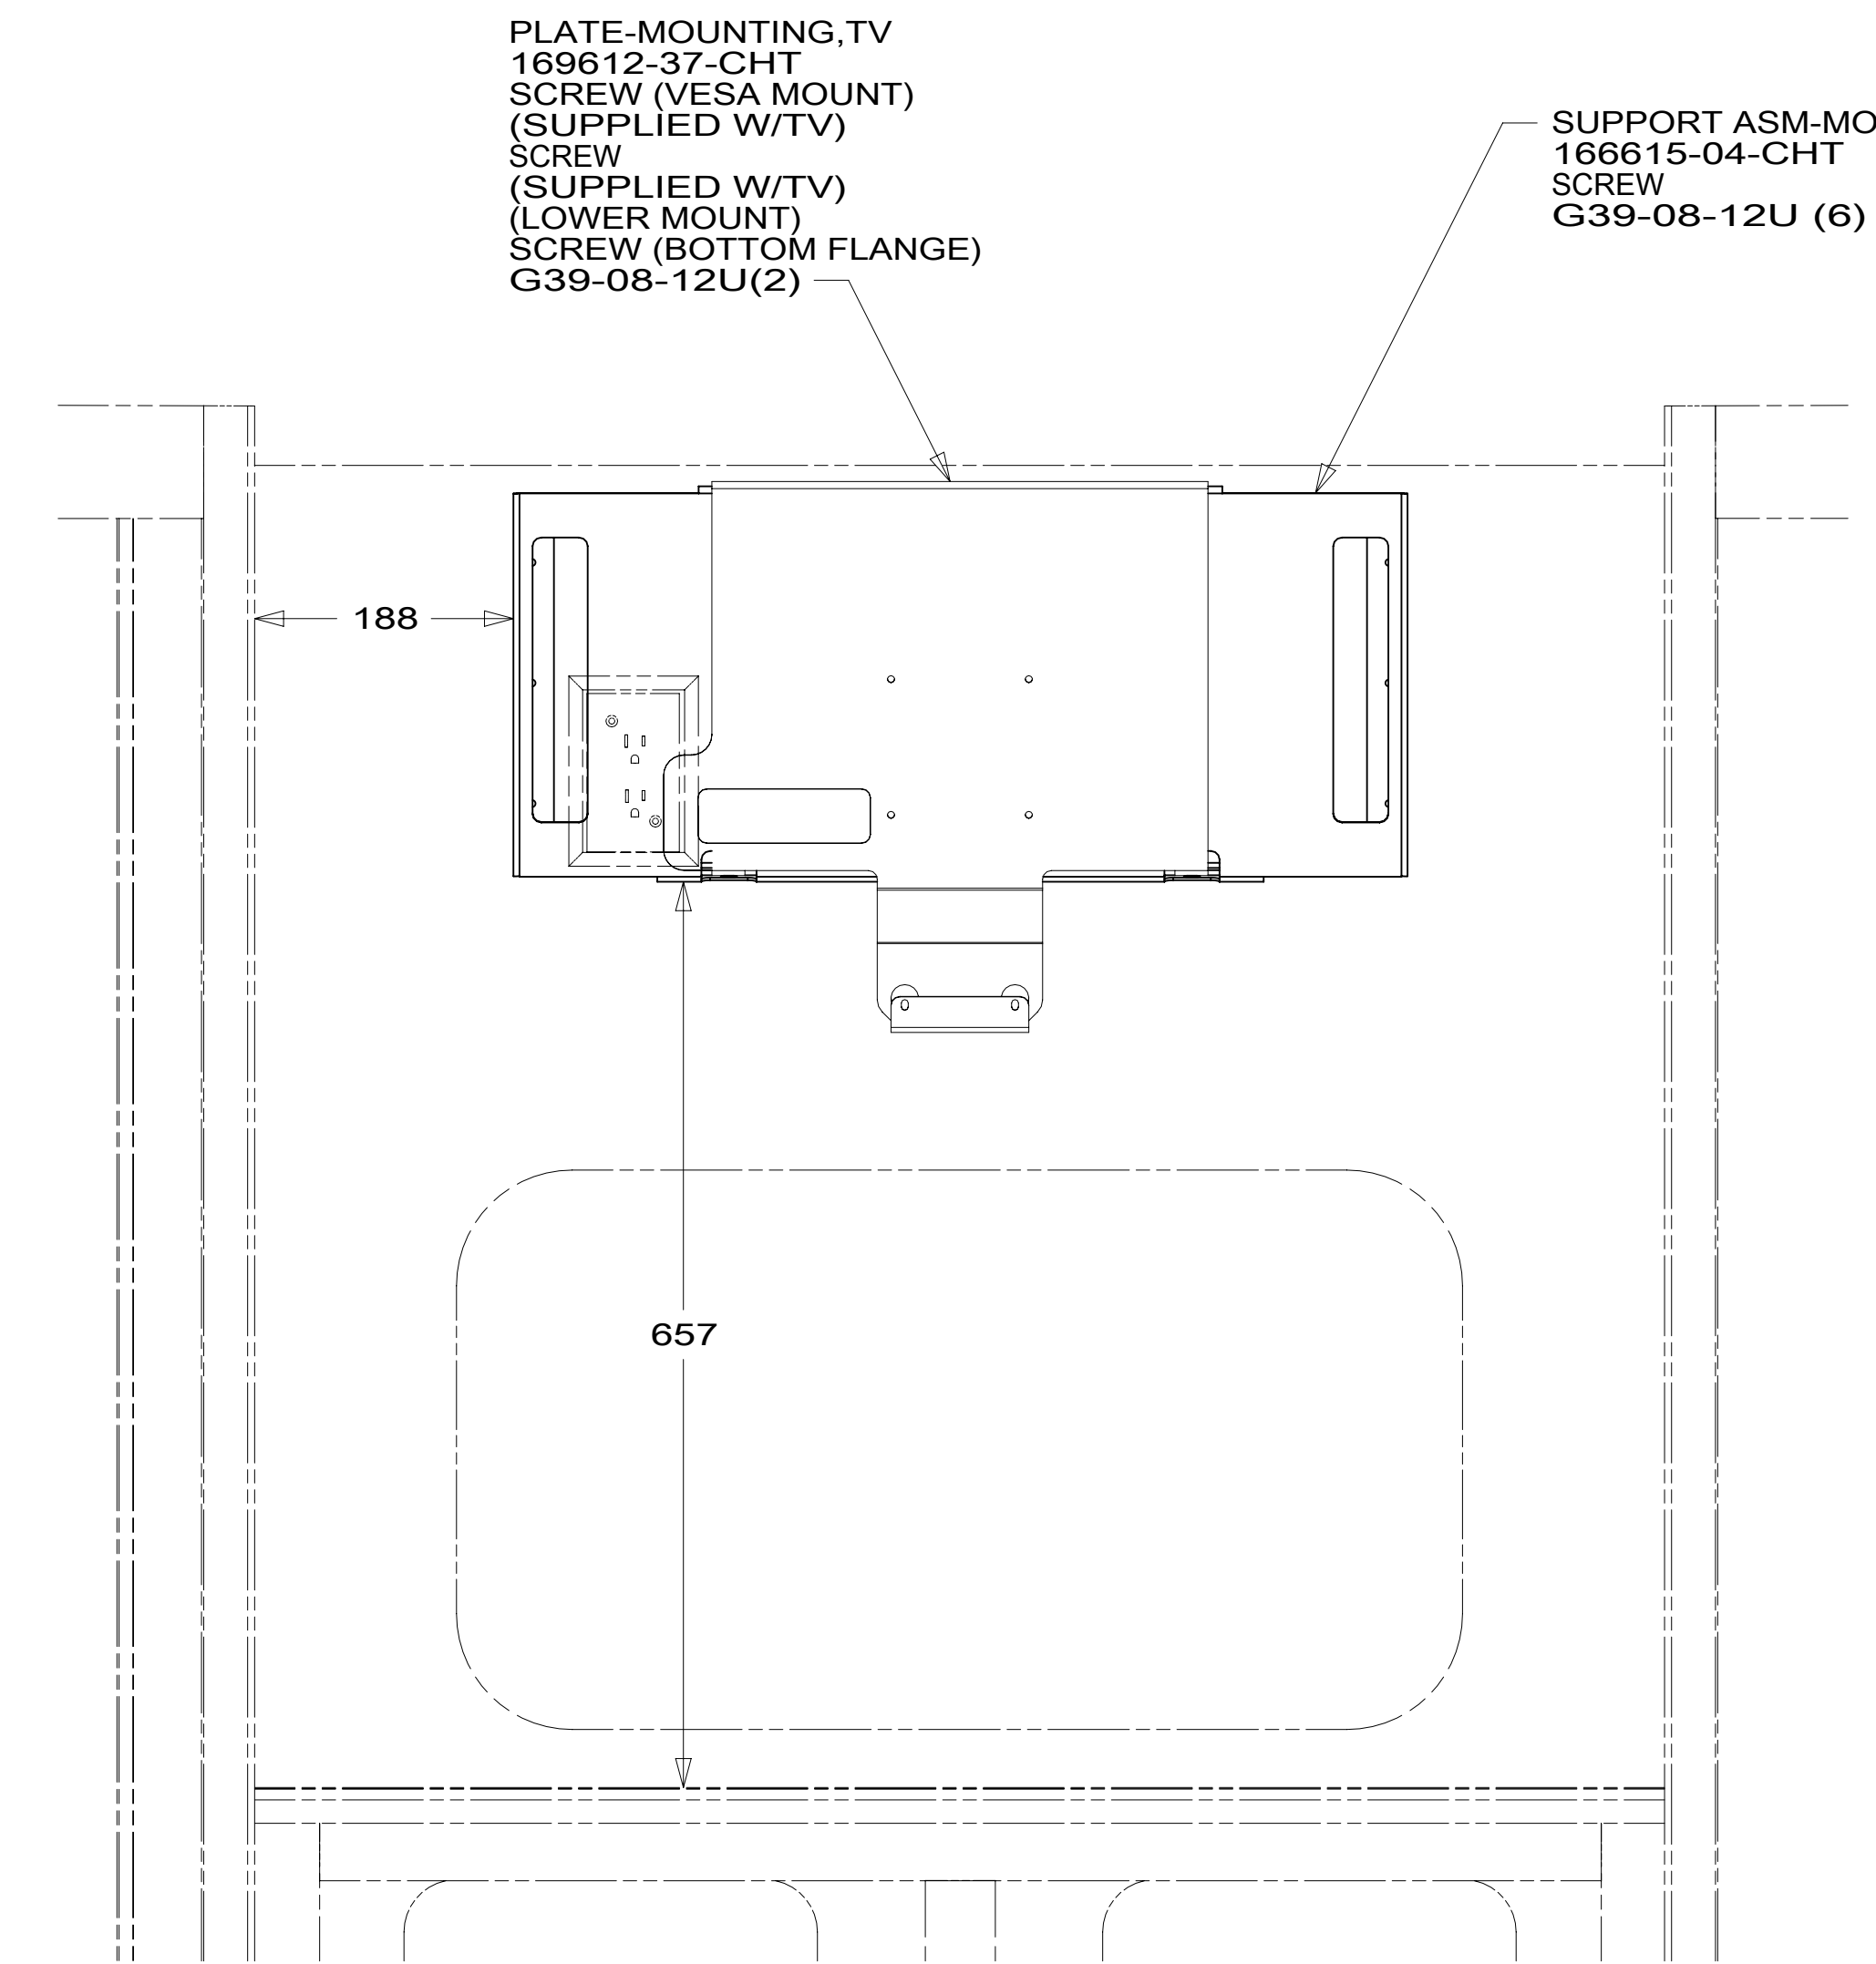 PLATE-MOUNTING,TV
169612-37-CHT
SCREW (VESA MOUNT)
(SUPPLIED W/TV)
SCREW
(SUPPLIED W/TV)
(LOWER MOUNT)
SCREW (BOTTOM FLANGE)
G39-08-12U(2)
SUPPORT ASM-MO
166615-04-CHT
SCREW
G39-08-12U (6)
188
657